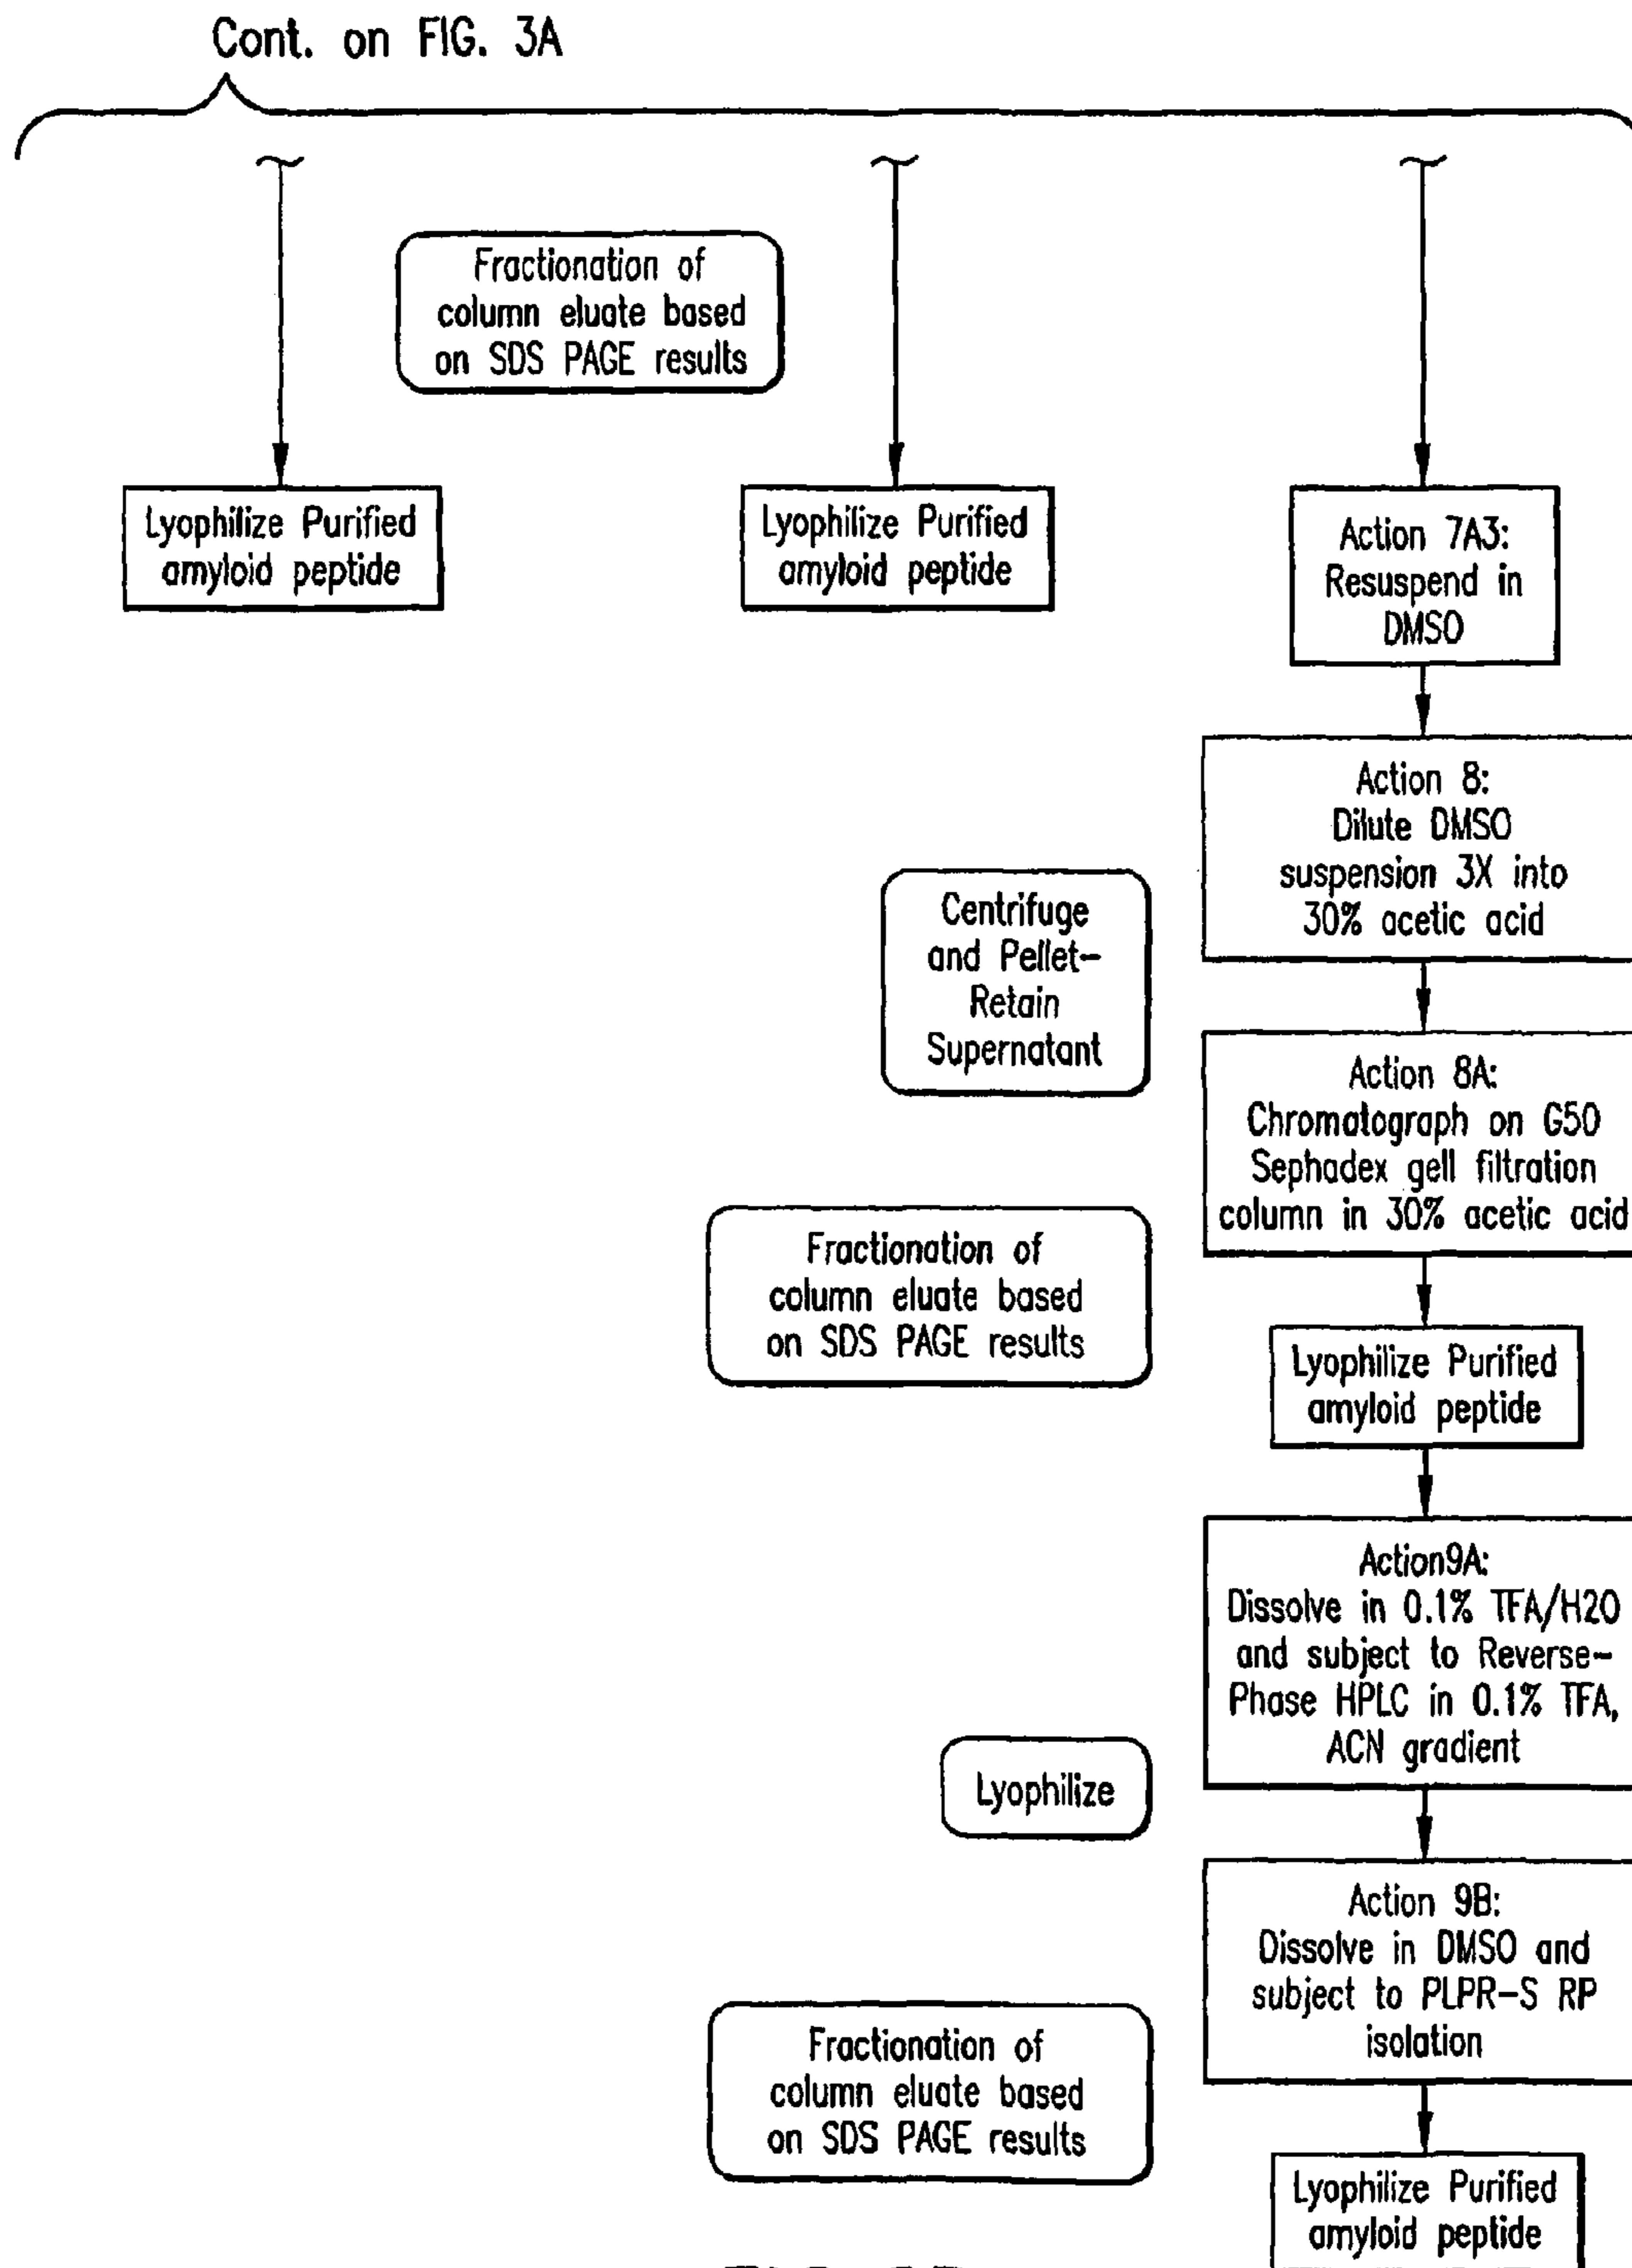 Cont. on FIG. 3A
Fractionation of
column eluate based
on SDS PAGE results
Lyophilize Purified
amyloid peptide
Lyophilize Purified
amyloid peptide
Action 7A3:
Resuspend in
DMSO
Action 8:
Dilute DMSO
suspension 3X into
30% acetic acid
Centrifuge
and Pellet-
Retain
Supernatant
Action 8A:
Chromatograph on G50
Sephadex gell filtration
column in 30% acetic acid
Fractionation of
column eluate based
on SDS PAGE results
Lyophilize Purified
amyloid peptide
Action9A:
Dissolve in 0.1% TFA/H2O
and subject to Reverse-
Phase HPLC in 0.1% TFA,
ACN gradient
Lyophilize
Action 9B:
Dissolve in DMSO and
subject to PLPR-S RP
isolation
Fractionation of
column eluate based
on SDS PAGE results
Lyophilize Purified
amyloid peptide